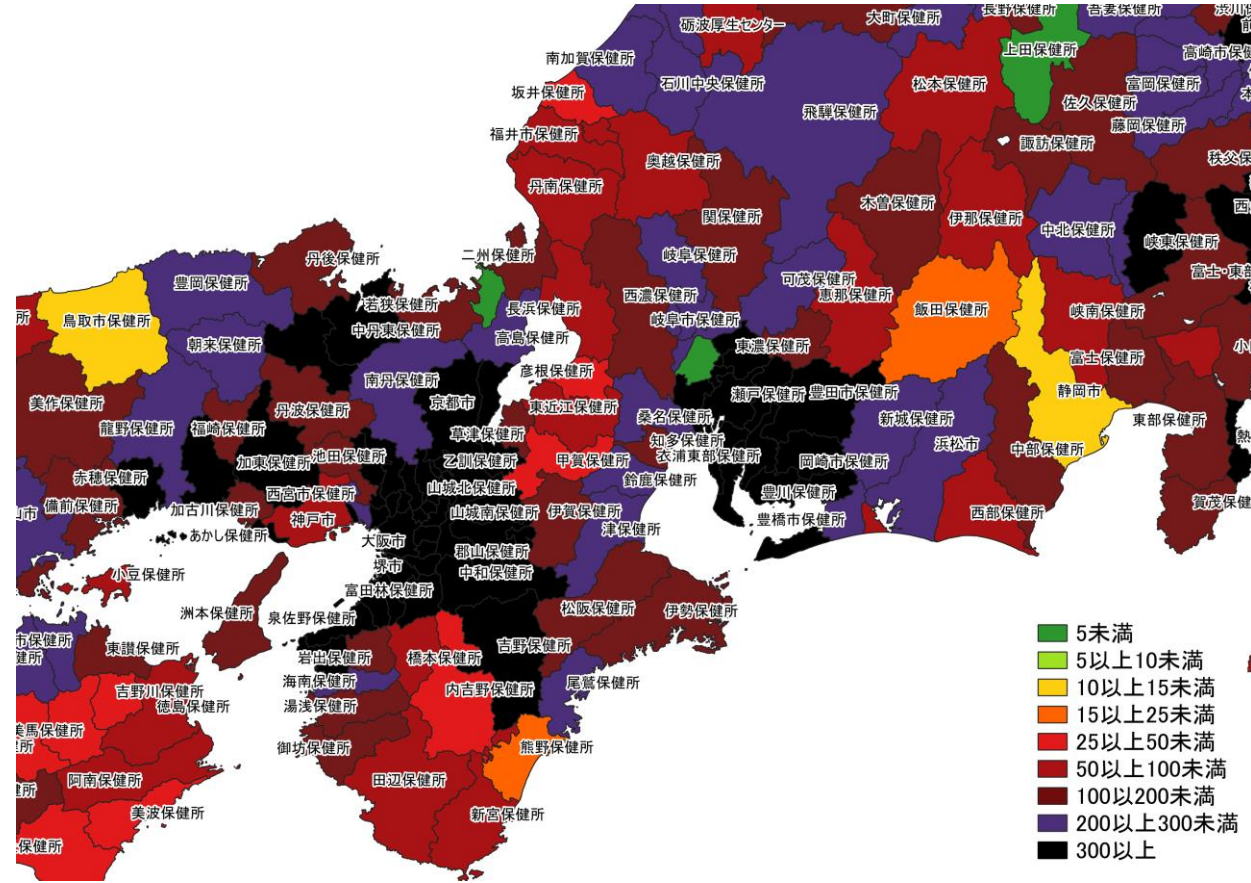 砺波厚生センター
大町保健所
長野保健所
吾妻保健所
渋川保
南加賀保健所
石川中央保健所
上田保健所
高崎市保健
坂井保健所
飛騨保健所
松本保健所
富岡保健所
佐久保健所
藤岡保健所
福井市保健所
奥越保健所
諏訪保健所
秩父保
丹南保健所
関保健所
木曽保健所
伊那保健所
中北保健所
峡東保健所
西
二州保健所
丹後保健所
岐阜保健所
可茂保健所
富士・東部
豊岡保健所
若狭保健所
長浜保健所
西濃保健所
恵那保健所
飯田保健所
峡南保健所
鳥取市保健所
中丹東保健所
高島保健所
岐阜市保健所
朝来保健所
東濃保健所
富士保健所
小
南丹保健所
彦根保健所
瀬戸保健所
豊田市保健所
静岡市
美作保健所
丹波保健所
京都市
東近江保健所
桑名保健所
新城保健所
東部保健所
龍野保健所
福崎保健所
草津保健所
知多保健所
浜松市
熱
加東保健所
池田保健所
乙訓保健所
甲賀保健所
衣浦東部保健所
岡崎市保健所
中部保健所
赤穂保健所
西宮市保健所
山城北保健所
鈴鹿保健所
豊川保健所
備前保健所
加古川保健所
神戸市
山城南保健所
伊賀保健所
豊橋市保健所
西部保健所
賀茂保健
山市
あかし保健所
大阪市
郡山保健所
津保健所
堺市
中和保健所
小豆保健所
富田林保健所
洲本保健所
泉佐野保健所
松阪保健所
伊勢保健所
市保健所
健所
東讃保健所
岩出保健所
橋本保健所
吉野保健所
海南保健所
内吉野保健所
尾鷲保健所
吉野川保健所
徳島保健所
湯浅保健所
美馬保健所
御坊保健所
熊野保健所
阿南保健所
田辺保健所
美波保健所
新宮保健所
保健所
5未満
5以上10未満
10以上15未満
15以上25未満
25以上50未満
50以上100未満
100以200未満
200以上300未満
300以上